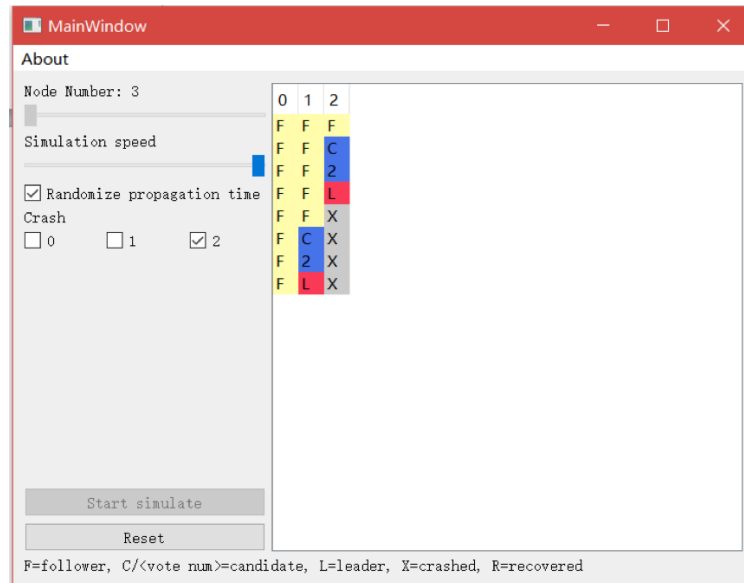 MainWindow
About
Node Number: 3
Simulation speed
Randomize propagation time
Crash
0 1 2
0 1 2
F F F
F F C
F F 2
F F L
F F X
F C X
F 2 X
F L X
Start simulate
Reset
F=follower, C/<vote num>=candidate, L=leader, X=crashed, R=recovered